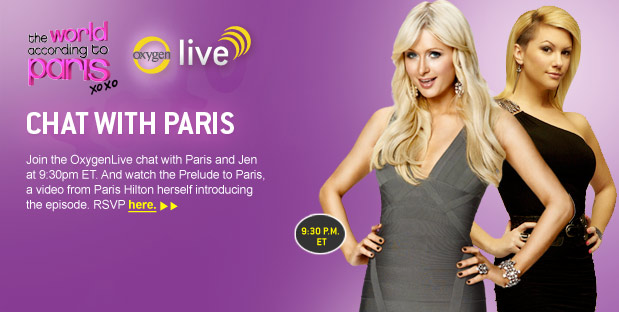 the world
according to
paris
xoxo
oxygen live
CHAT WITH PARIS
Join the OxygenLive chat with Paris and Jen
at 9:30pm ET. And watch the Prelude to Paris,
a video from Paris Hilton herself introducing
the episode. RSVP here.
9:30 P.M.
ET